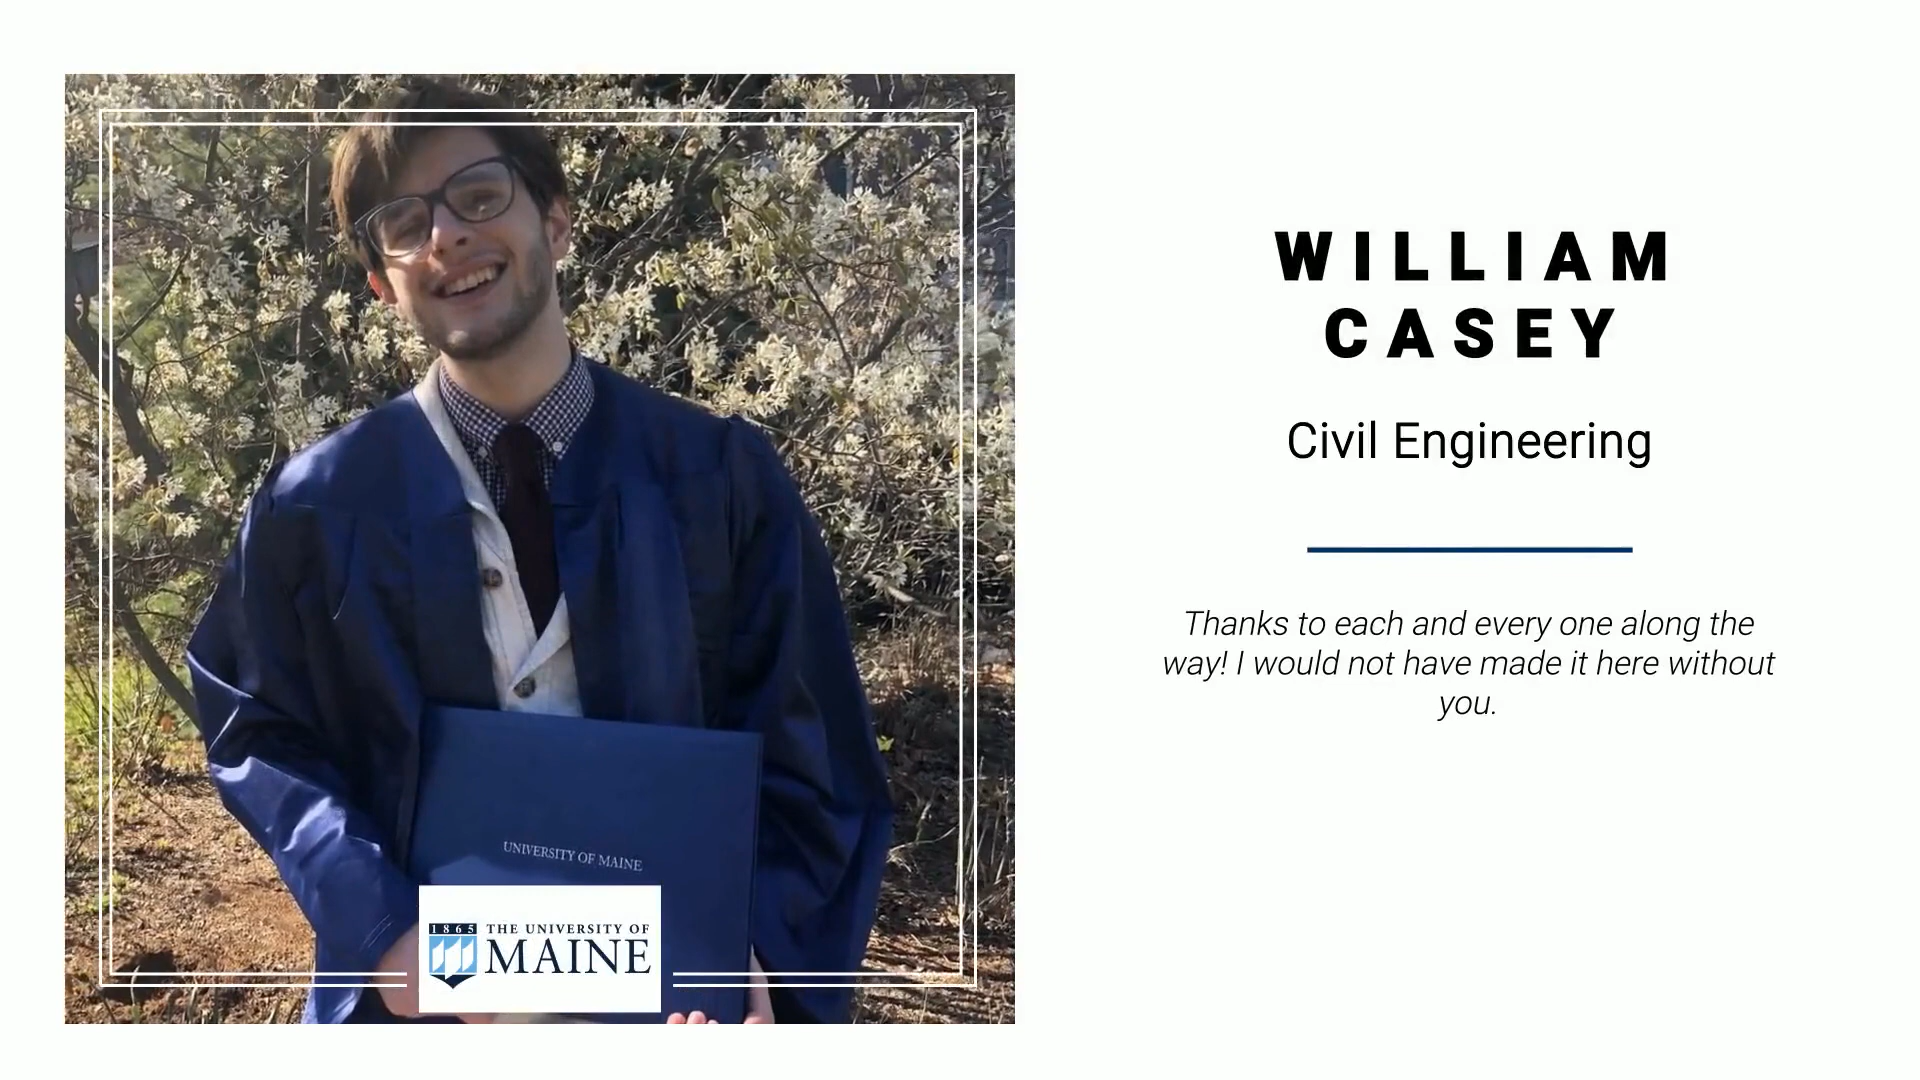 WILLIAM
CASEY
Civil Engineering
Thanks to each and every one along the
way! I would not have made it here without
you.
UNIVERSITY OF MAINE
1865
THE UNIVERSITY OF
MAINE